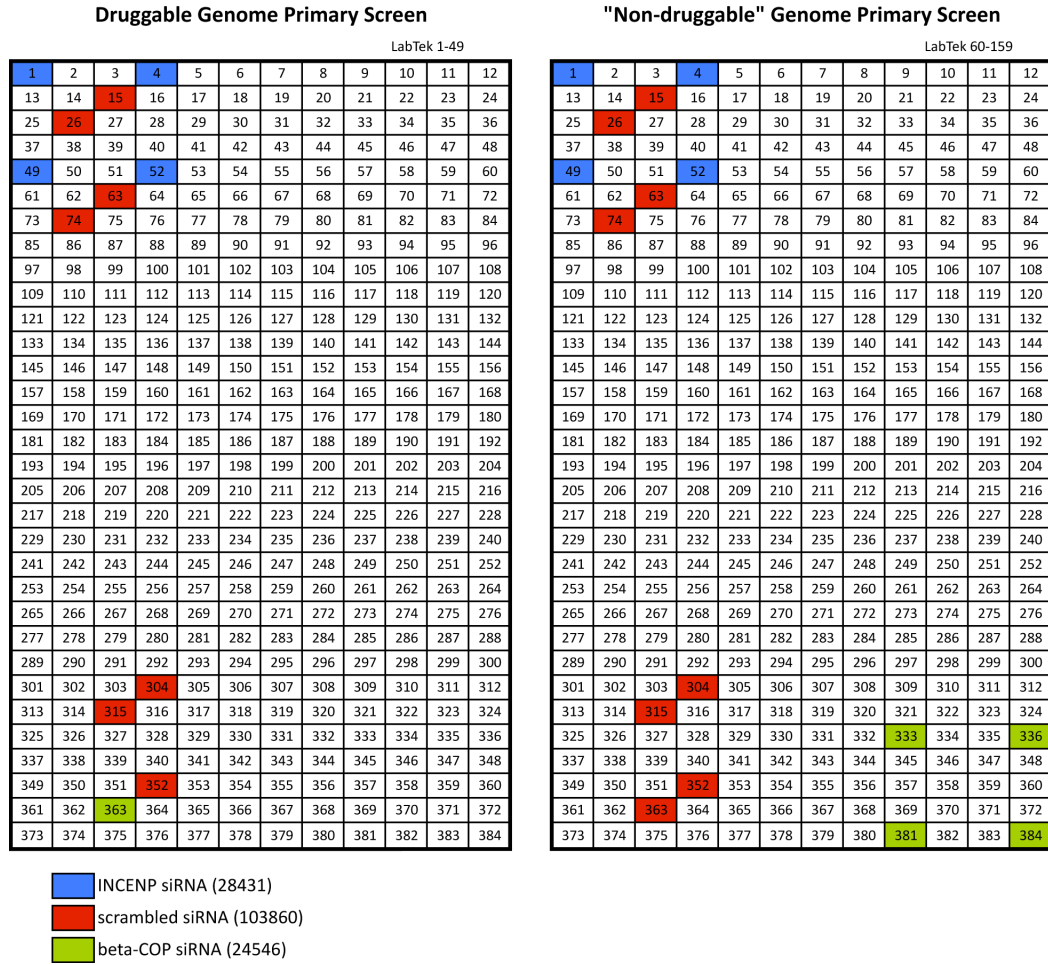 Druggable Genome Primary Screen
LabTek 1-49
1 2 3 4 5 6 7 8 9 10 11 12
13 14 15 16 17 18 19 20 21 22 23 24
25 26 27 28 29 30 31 32 33 34 35 36
37 38 39 40 41 42 43 44 45 46 47 48
49 50 51 52 53 54 55 56 57 58 59 60
61 62 63 64 65 66 67 68 69 70 71 72
73 74 75 76 77 78 79 80 81 82 83 84
85 86 87 88 89 90 91 92 93 94 95 96
97 98 99 100 101 102 103 104 105 106 107 108
109 110 111 112 113 114 115 116 117 118 119 120
121 122 123 124 125 126 127 128 129 130 131 132
133 134 135 136 137 138 139 140 141 142 143 144
145 146 147 148 149 150 151 152 153 154 155 156
157 158 159 160 161 162 163 164 165 166 167 168
169 170 171 172 173 174 175 176 177 178 179 180
181 182 183 184 185 186 187 188 189 190 191 192
193 194 195 196 197 198 199 200 201 202 203 204
205 206 207 208 209 210 211 212 213 214 215 216
217 218 219 220 221 222 223 224 225 226 227 228
229 230 231 232 233 234 235 236 237 238 239 240
241 242 243 244 245 246 247 248 249 250 251 252
253 254 255 256 257 258 259 260 261 262 263 264
265 266 267 268 269 270 271 272 273 274 275 276
277 278 279 280 281 282 283 284 285 286 287 288
289 290 291 292 293 294 295 296 297 298 299 300
301 302 303 304 305 306 307 308 309 310 311 312
313 314 315 316 317 318 319 320 321 322 323 324
325 326 327 328 329 330 331 332 333 334 335 336
337 338 339 340 341 342 343 344 345 346 347 348
349 350 351 352 353 354 355 356 357 358 359 360
361 362 363 364 365 366 367 368 369 370 371 372
373 374 375 376 377 378 379 380 381 382 383 384
"Non-druggable" Genome Primary Screen
LabTek 60-159
1 2 3 4 5 6 7 8 9 10 11 12
13 14 15 16 17 18 19 20 21 22 23 24
25 26 27 28 29 30 31 32 33 34 35 36
37 38 39 40 41 42 43 44 45 46 47 48
49 50 51 52 53 54 55 56 57 58 59 60
61 62 63 64 65 66 67 68 69 70 71 72
73 74 75 76 77 78 79 80 81 82 83 84
85 86 87 88 89 90 91 92 93 94 95 96
97 98 99 100 101 102 103 104 105 106 107 108
109 110 111 112 113 114 115 116 117 118 119 120
121 122 123 124 125 126 127 128 129 130 131 132
133 134 135 136 137 138 139 140 141 142 143 144
145 146 147 148 149 150 151 152 153 154 155 156
157 158 159 160 161 162 163 164 165 166 167 168
169 170 171 172 173 174 175 176 177 178 179 180
181 182 183 184 185 186 187 188 189 190 191 192
193 194 195 196 197 198 199 200 201 202 203 204
205 206 207 208 209 210 211 212 213 214 215 216
217 218 219 220 221 222 223 224 225 226 227 228
229 230 231 232 233 234 235 236 237 238 239 240
241 242 243 244 245 246 247 248 249 250 251 252
253 254 255 256 257 258 259 260 261 262 263 264
265 266 267 268 269 270 271 272 273 274 275 276
277 278 279 280 281 282 283 284 285 286 287 288
289 290 291 292 293 294 295 296 297 298 299 300
301 302 303 304 305 306 307 308 309 310 311 312
313 314 315 316 317 318 319 320 321 322 323 324
325 326 327 328 329 330 331 332 333 334 335 336
337 338 339 340 341 342 343 344 345 346 347 348
349 350 351 352 353 354 355 356 357 358 359 360
361 362 363 364 365 366 367 368 369 370 371 372
373 374 375 376 377 378 379 380 381 382 383 384
INCENP siRNA (28431)
scrambled siRNA (103860)
beta-COP siRNA (24546)